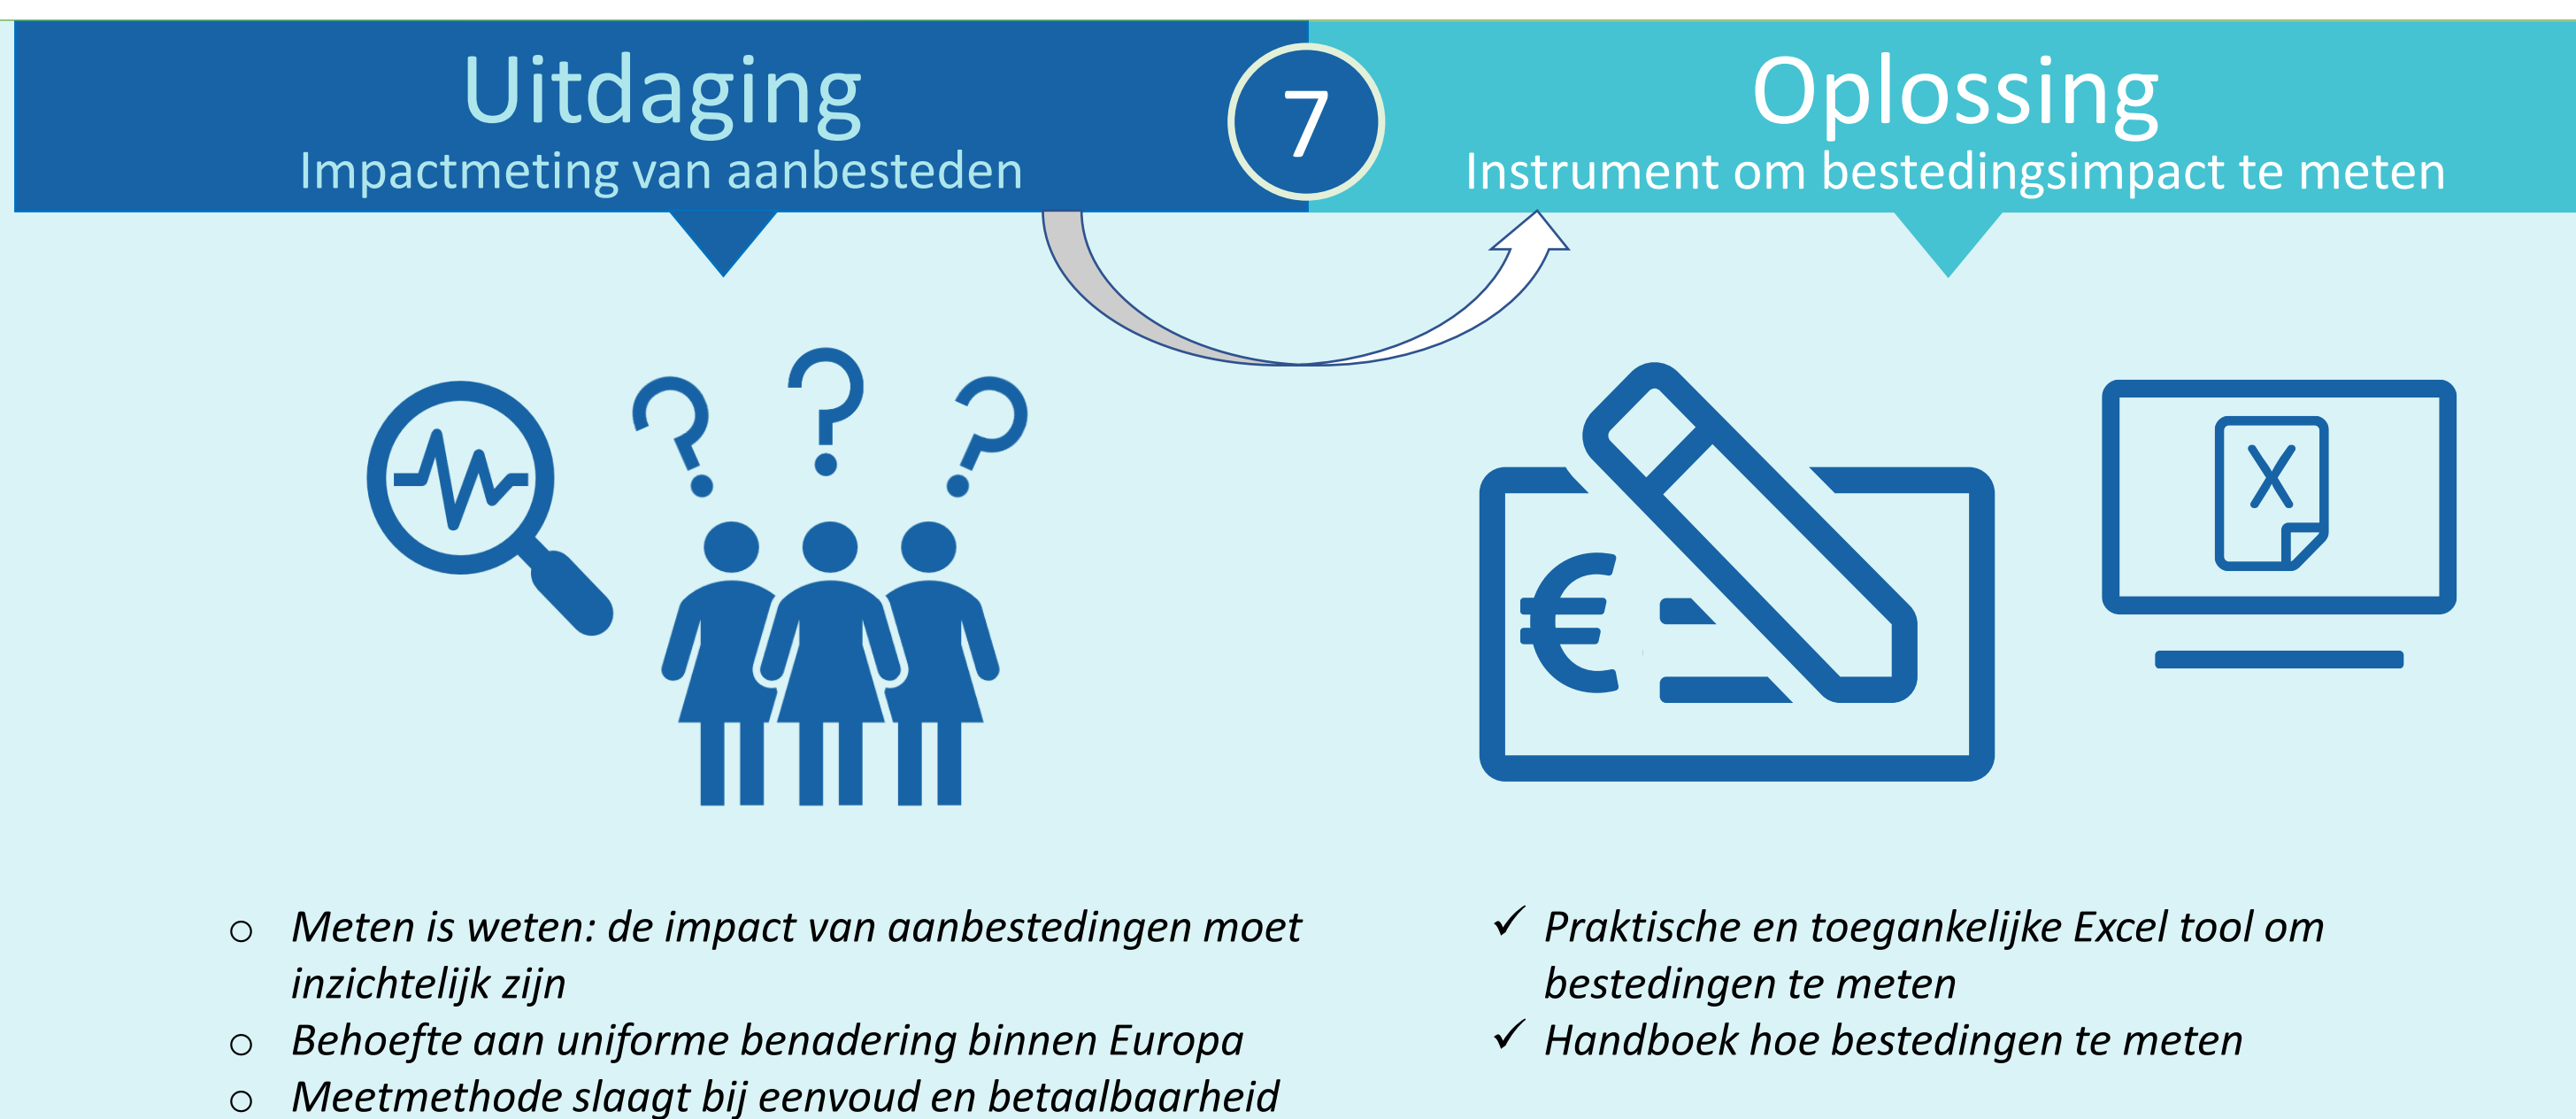 Uitdaging
Impactmeting van aanbesteden
7
Oplossing
Instrument om bestedingsimpact te meten
€
X
o Meten is weten: de impact van aanbestedingen moet
inzichtelijk zijn
o Behoefte aan uniforme benadering binnen Europa
o Meetmethode slaagt bij eenvoud en betaalbaarheid
✓ Praktische en toegankelijke Excel tool om
bestedingen te meten
✓ Handboek hoe bestedingen te meten